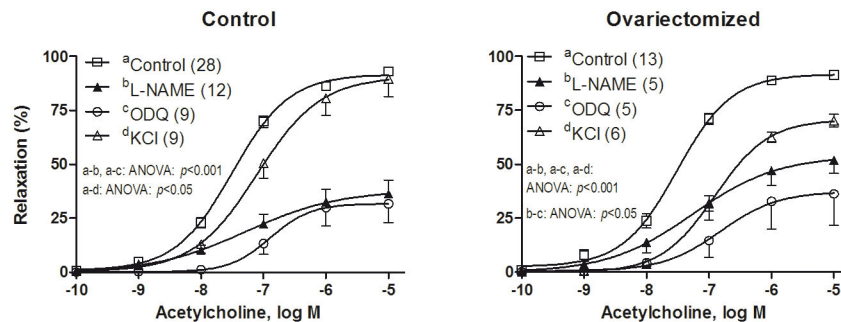 Control
Relaxation (%)
100
75
50
25
0
aControl (28)
bL-NAME (12)
cODQ (9)
dKCl (9)
a-b, a-c: ANOVA: p<0.001
a-d: ANOVA: p<0.05
-10 -9 -8 -7 -6 -5
Acetylcholine, log M
Ovariectomized
100
75
50
25
0
aControl (13)
bL-NAME (5)
cODQ (5)
dKCl (6)
a-b, a-c, a-d:
ANOVA: p<0.001
b-c: ANOVA: p<0.05
-10 -9 -8 -7 -6 -5
Acetylcholine, log M